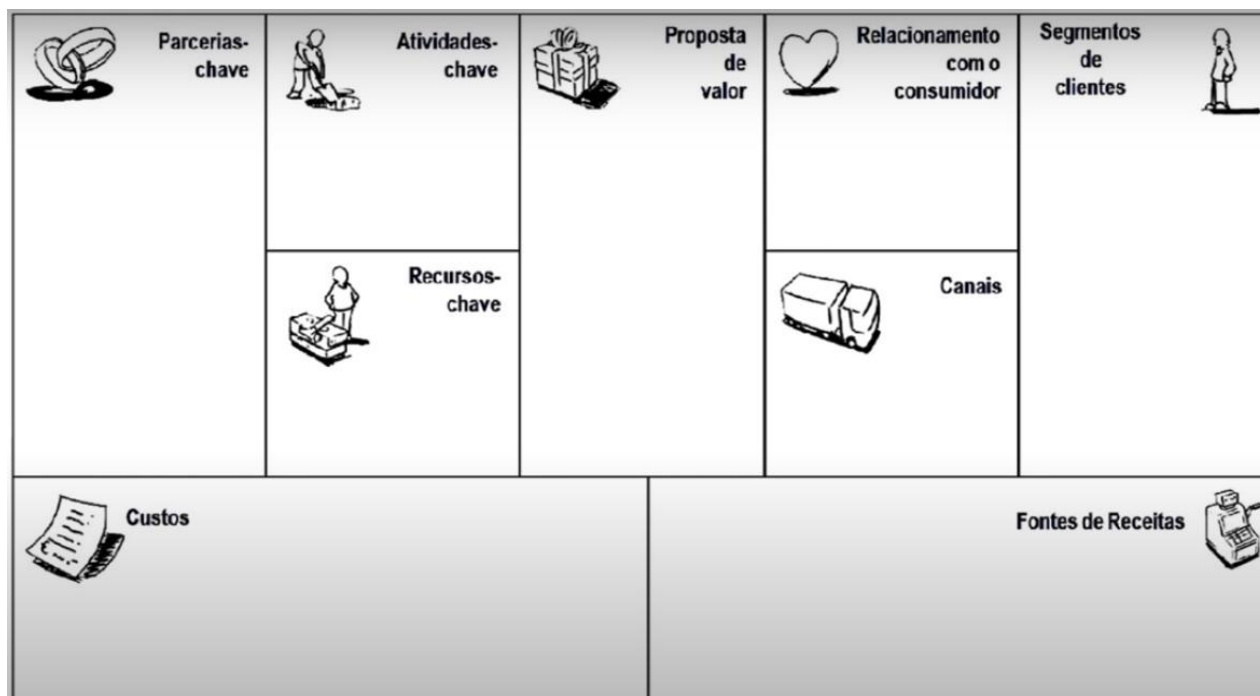 Parcerias-
chave
Atividades-
chave
Proposta
de
valor
Relacionamento
com o
consumidor
Segmentos
de
clientes
Recursos-
chave
Canais
Custos
Fontes de Receitas